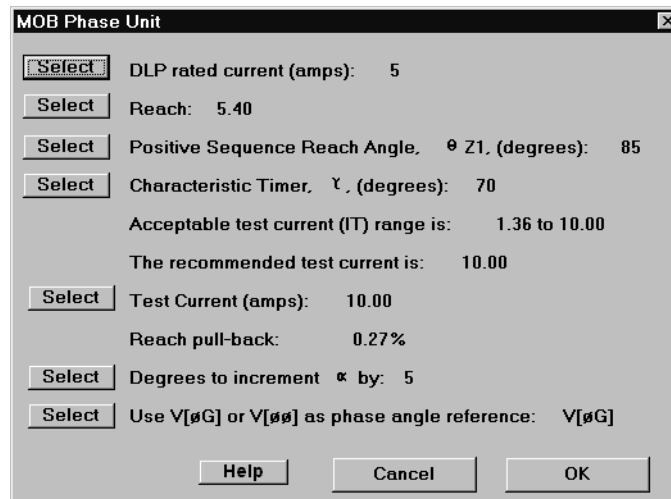 MOB Phase Unit
Select DLP rated current (amps): 5
Select Reach: 5.40
Select Positive Sequence Reach Angle, θ Z1, (degrees): 85
Select Characteristic Timer, ϒ, (degrees): 70
Acceptable test current (IT) range is: 1.36 to 10.00
The recommended test current is: 10.00
Select Test Current (amps): 10.00
Reach pull-back: 0.27%
Select Degrees to increment α by: 5
Select Use V[øG] or V[øø] as phase angle reference: V[øG]
Help Cancel OK